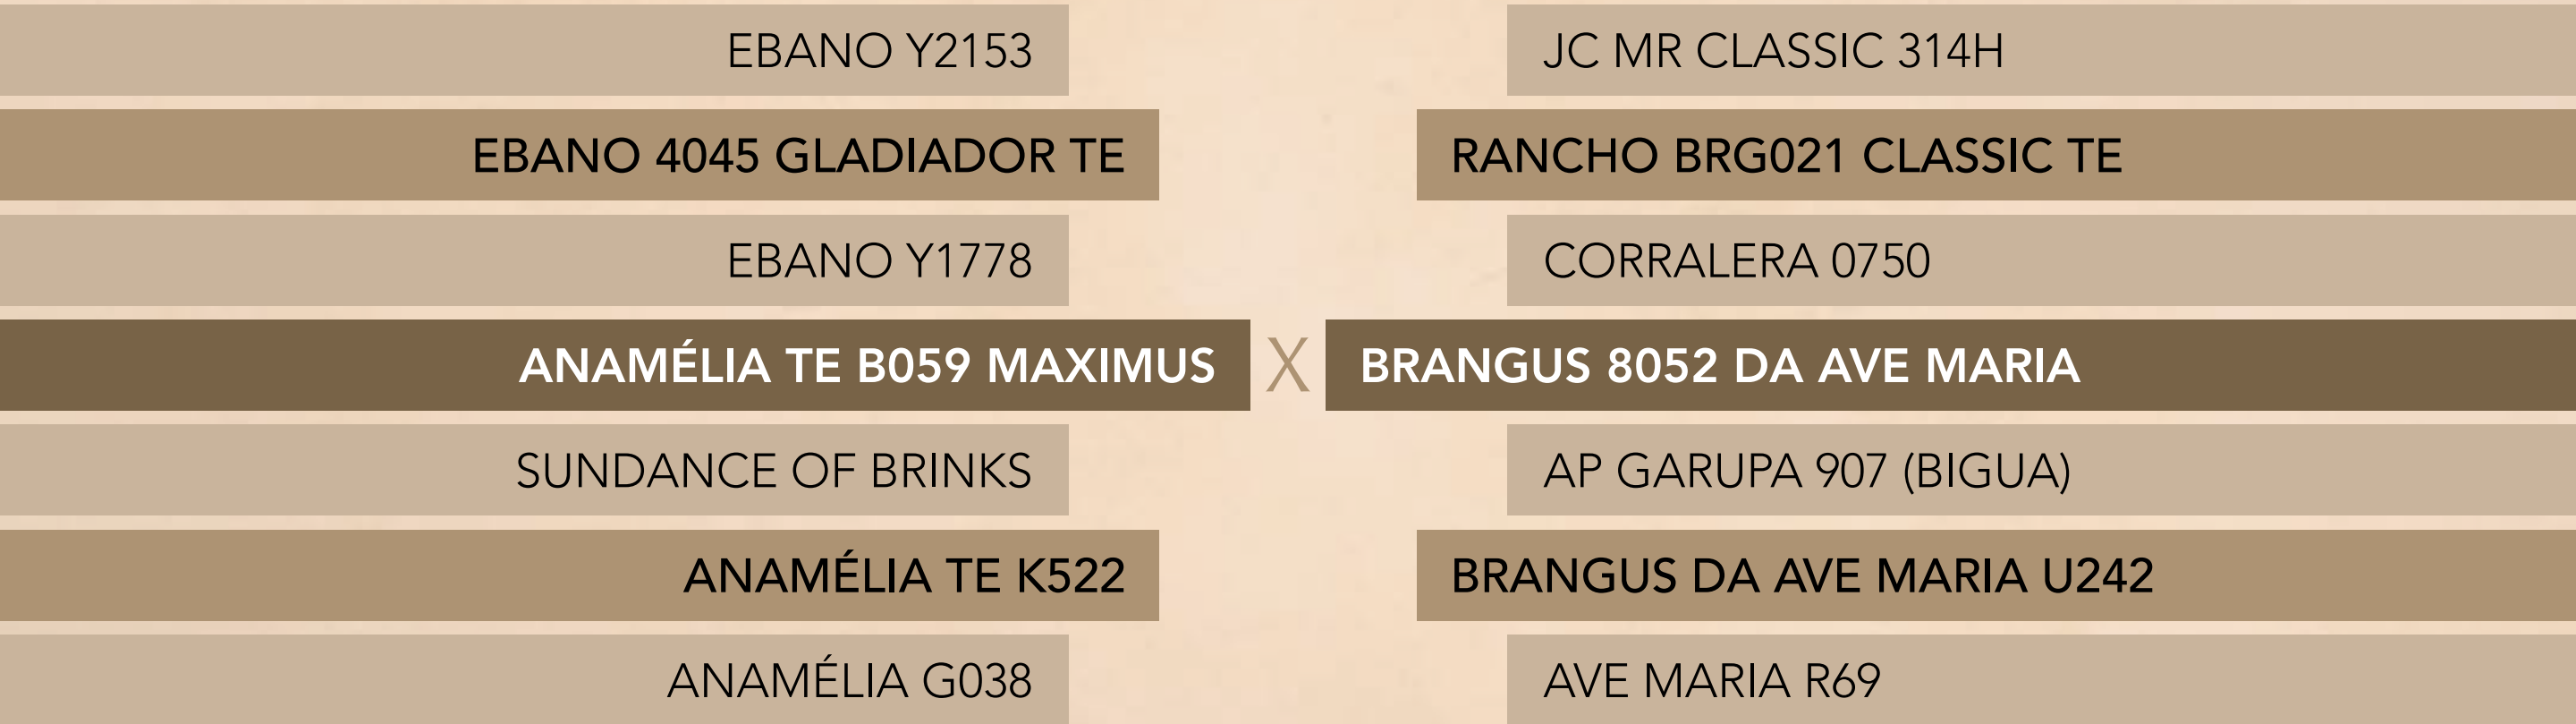 EBANO Y2153
EBANO 4045 GLADIADOR TE
EBANO Y1778
ANAMÉLIA TE B059 MAXIMUS
SUNDANCE OF BRINKS
ANAMÉLIA TE K522
ANAMÉLIA G038
X
JC MR CLASSIC 314H
RANCHO BRG021 CLASSIC TE
CORRALERA 0750
BRANGUS 8052 DA AVE MARIA
AP GARUPA 907 (BIGUA)
BRANGUS DA AVE MARIA U242
AVE MARIA R69